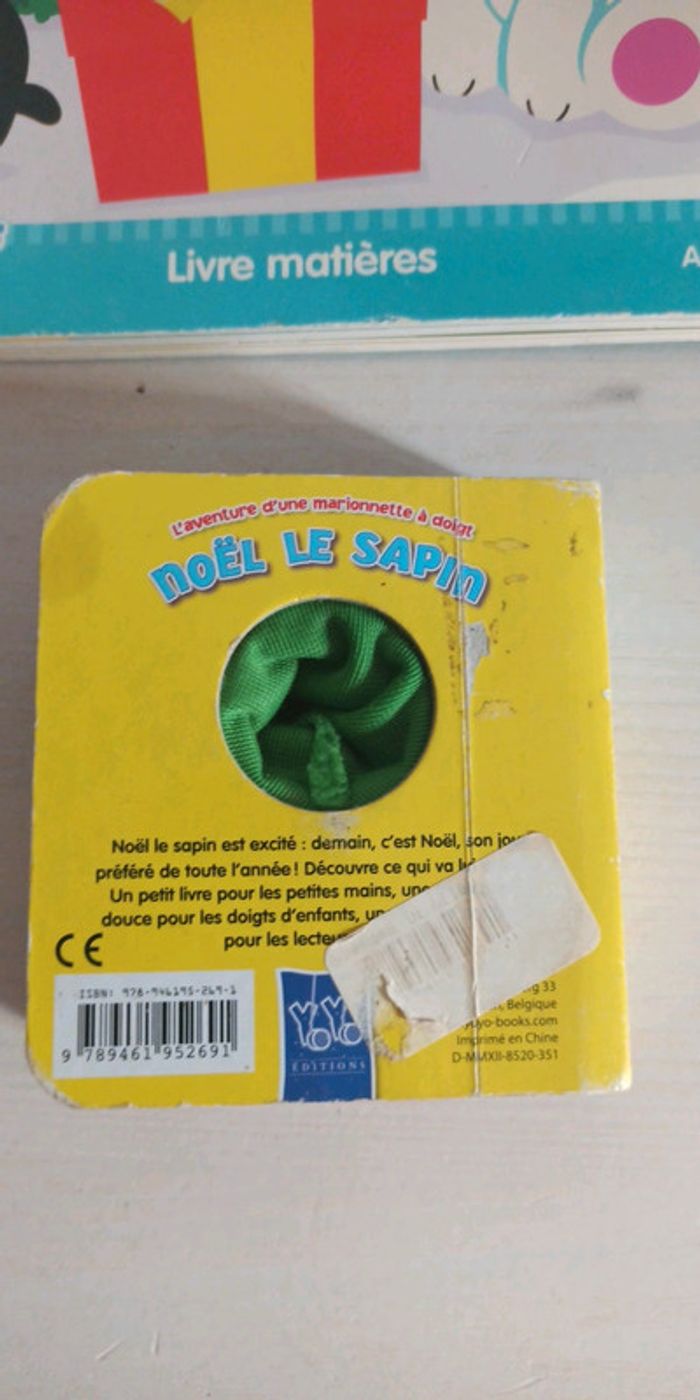 Livre matières
A
L'aventure d'une marionnette à doigt
NOËL LE SAPIN
Noël le sapin est excité : demain, c'est Noël, son
préféré de toute l'année ! Découvre ce qui va
Un petit livre pour les petites mains,
douce pour les doigts d'enfants,
pour les
CE
ISBN: 978-946195-269-1
9 789461 952691
YOYO
ÉDITIONS
33
Belgique
yoyo-books.com
Imprimé en Chine
D-MMXII-8520-351